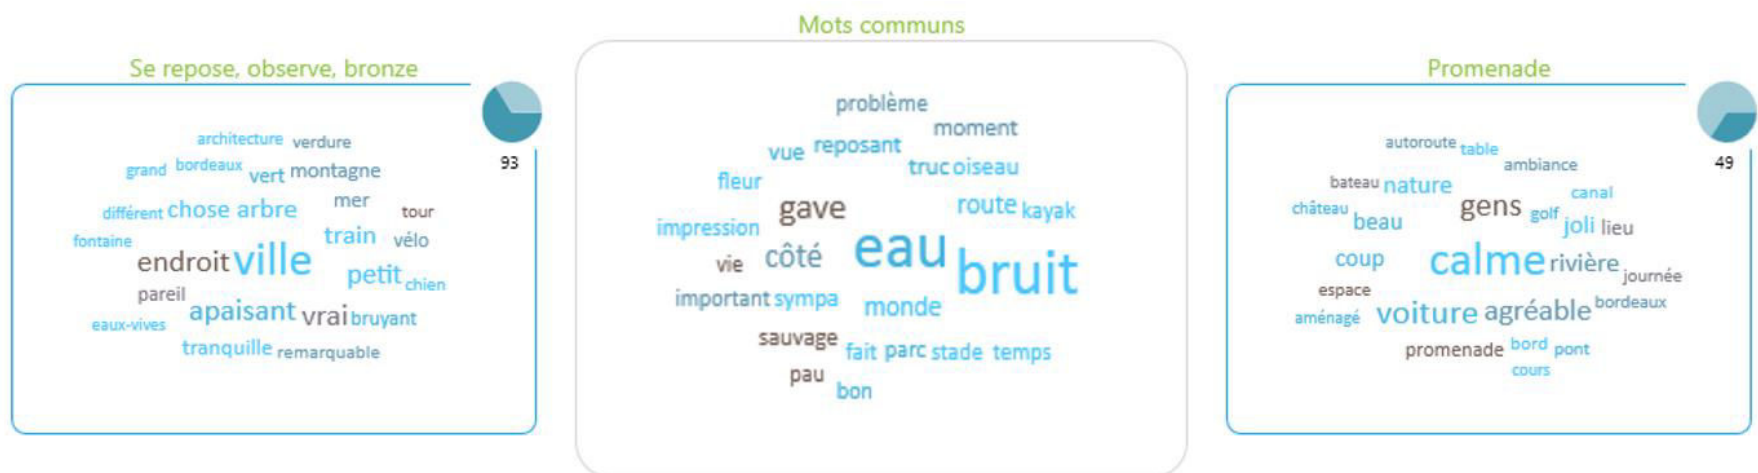 Mots communs
Se repose, observe, bronze
93
architecture verdure
grand bordeaux vert montagne
différent chose arbre mer tour
fontaine train vélo
endroit ville
petit chien
pareil
apaisant vrai bruyant
eaux-vives
tranquille remarquable
problème
moment
vue reposant
truc oiseau
fleur
gave route kayak
impression
eau
vie côté bruit
important sympa monde
sauvage
fait parc stade temps
pau
bon
Promenade
49
autoroute table
ambiance
bateau nature canal
château gens golf
beau joli lieu
coup calme rivière journée
espace
aménagé voiture agréable bordeaux
promenade bord pont
cours